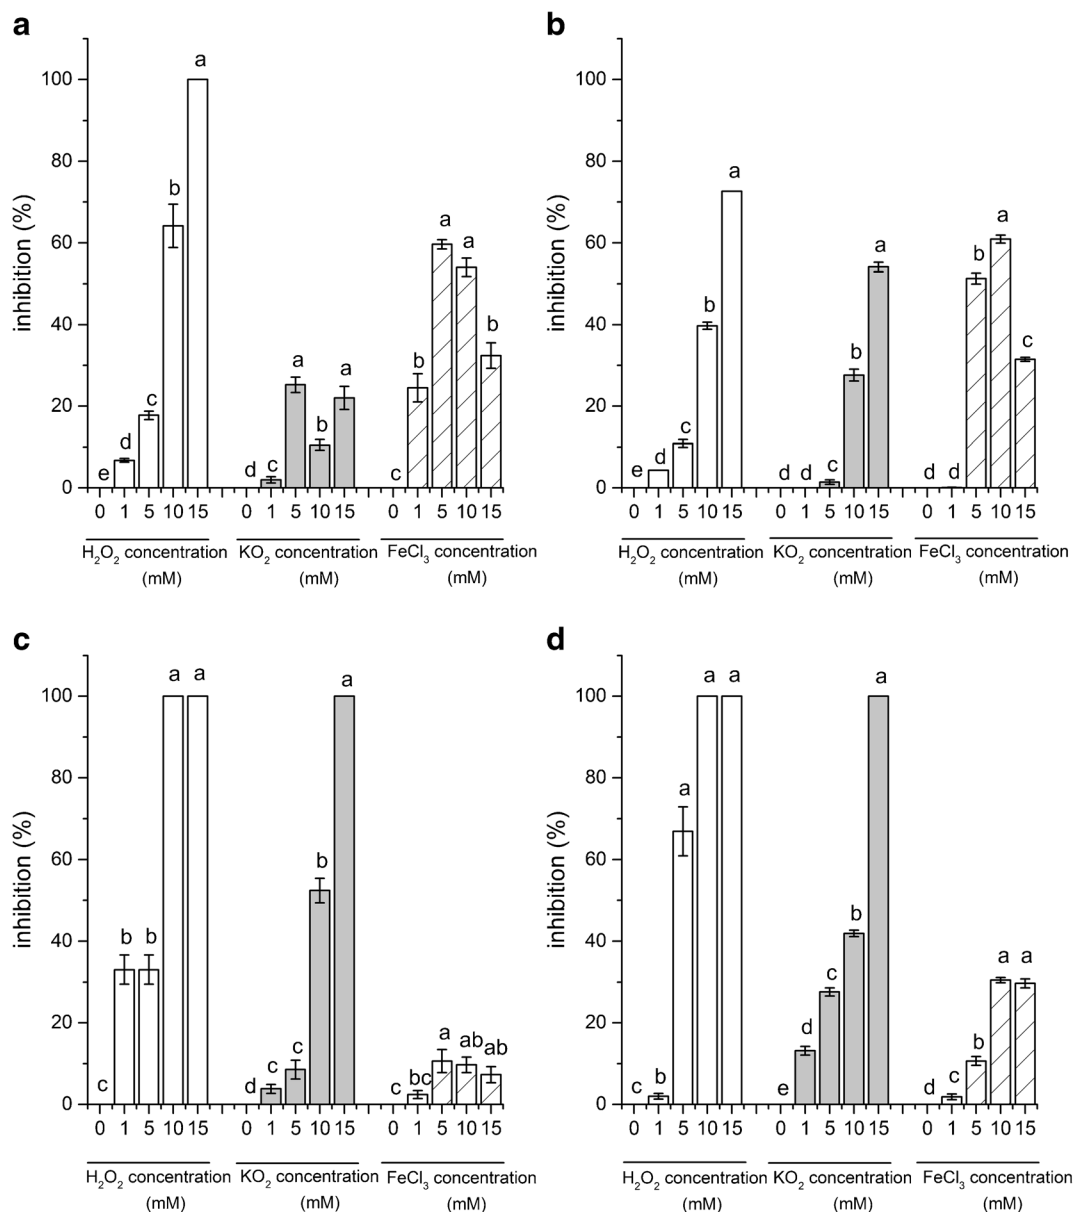 a
inhibition (%)
100
80
60
40
20
0
e d c b a
d c a b a
c b a a b
0 1 5 10 15 0 1 5 10 15 0 1 5 10 15
H₂O₂ concentration (mM)
KO₂ concentration (mM)
FeCl₃ concentration (mM)
b
inhibition (%)
100
80
60
40
20
0
e d c b a
d d c b a
d d b a c
0 1 5 10 15 0 1 5 10 15 0 1 5 10 15
H₂O₂ concentration (mM)
KO₂ concentration (mM)
FeCl₃ concentration (mM)
c
inhibition (%)
100
80
60
40
20
0
c b b a a
d c c b a
c bc a ab ab
0 1 5 10 15 0 1 5 10 15 0 1 5 10 15
H₂O₂ concentration (mM)
KO₂ concentration (mM)
FeCl₃ concentration (mM)
d
inhibition (%)
100
80
60
40
20
0
c b a a a
e d c b a
d c b a a
0 1 5 10 15 0 1 5 10 15 0 1 5 10 15
H₂O₂ concentration (mM)
KO₂ concentration (mM)
FeCl₃ concentration (mM)